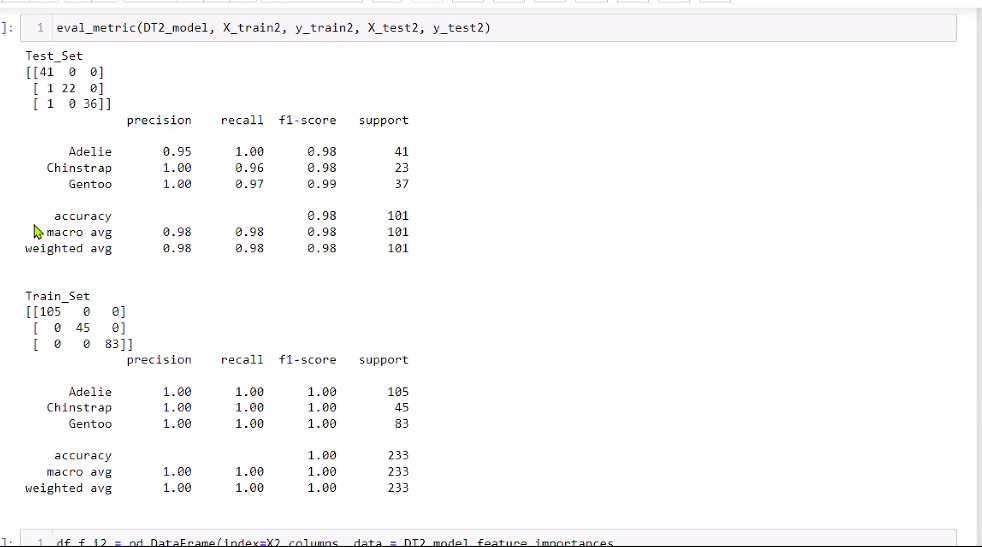 ]: 1 eval_metric(DT2_model, X_train2, y_train2, X_test2, y_test2)
Test_Set
[[41 0 0]
[ 1 22 0]
[ 1 0 36]]
precision recall f1-score support
Adelie 0.95 1.00 0.98 41
Chinstrap 1.00 0.96 0.98 23
Gentoo 1.00 0.97 0.99 37
accuracy 0.98 101
macro avg 0.98 0.98 0.98 101
weighted avg 0.98 0.98 0.98 101
Train_Set
[[105 0 0]
[ 0 45 0]
[ 0 0 83]]
precision recall f1-score support
Adelie 1.00 1.00 1.00 105
Chinstrap 1.00 1.00 1.00 45
Gentoo 1.00 1.00 1.00 83
accuracy 1.00 233
macro avg 1.00 1.00 1.00 233
weighted avg 1.00 1.00 1.00 233
]: 1 df_f_i2 = pd.DataFrame(index=X2.columns, data = DT2_model.feature_importances